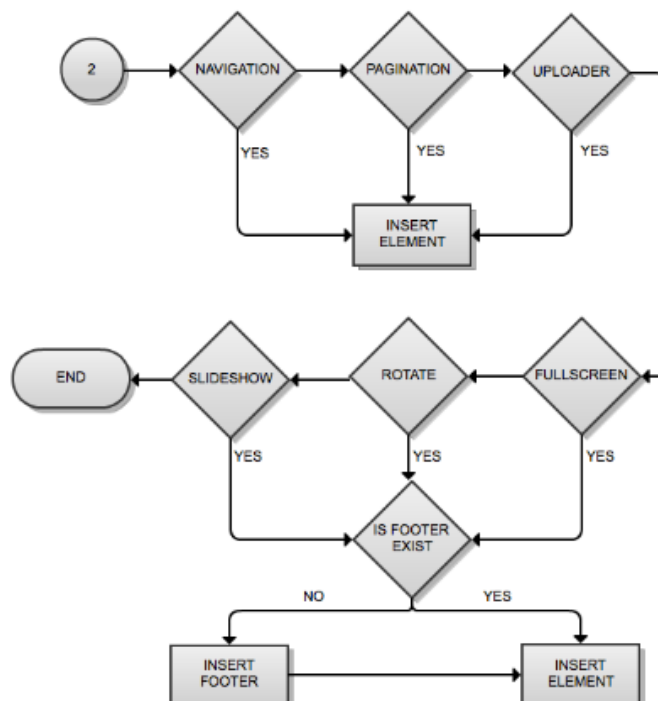 2
NAVIGATION
PAGINATION
UPLOADER
YES
YES
YES
INSERT
ELEMENT
END
SLIDESHOW
ROTATE
FULLSCREEN
YES
YES
YES
IS FOOTER
EXIST
NO
YES
INSERT
FOOTER
INSERT
ELEMENT